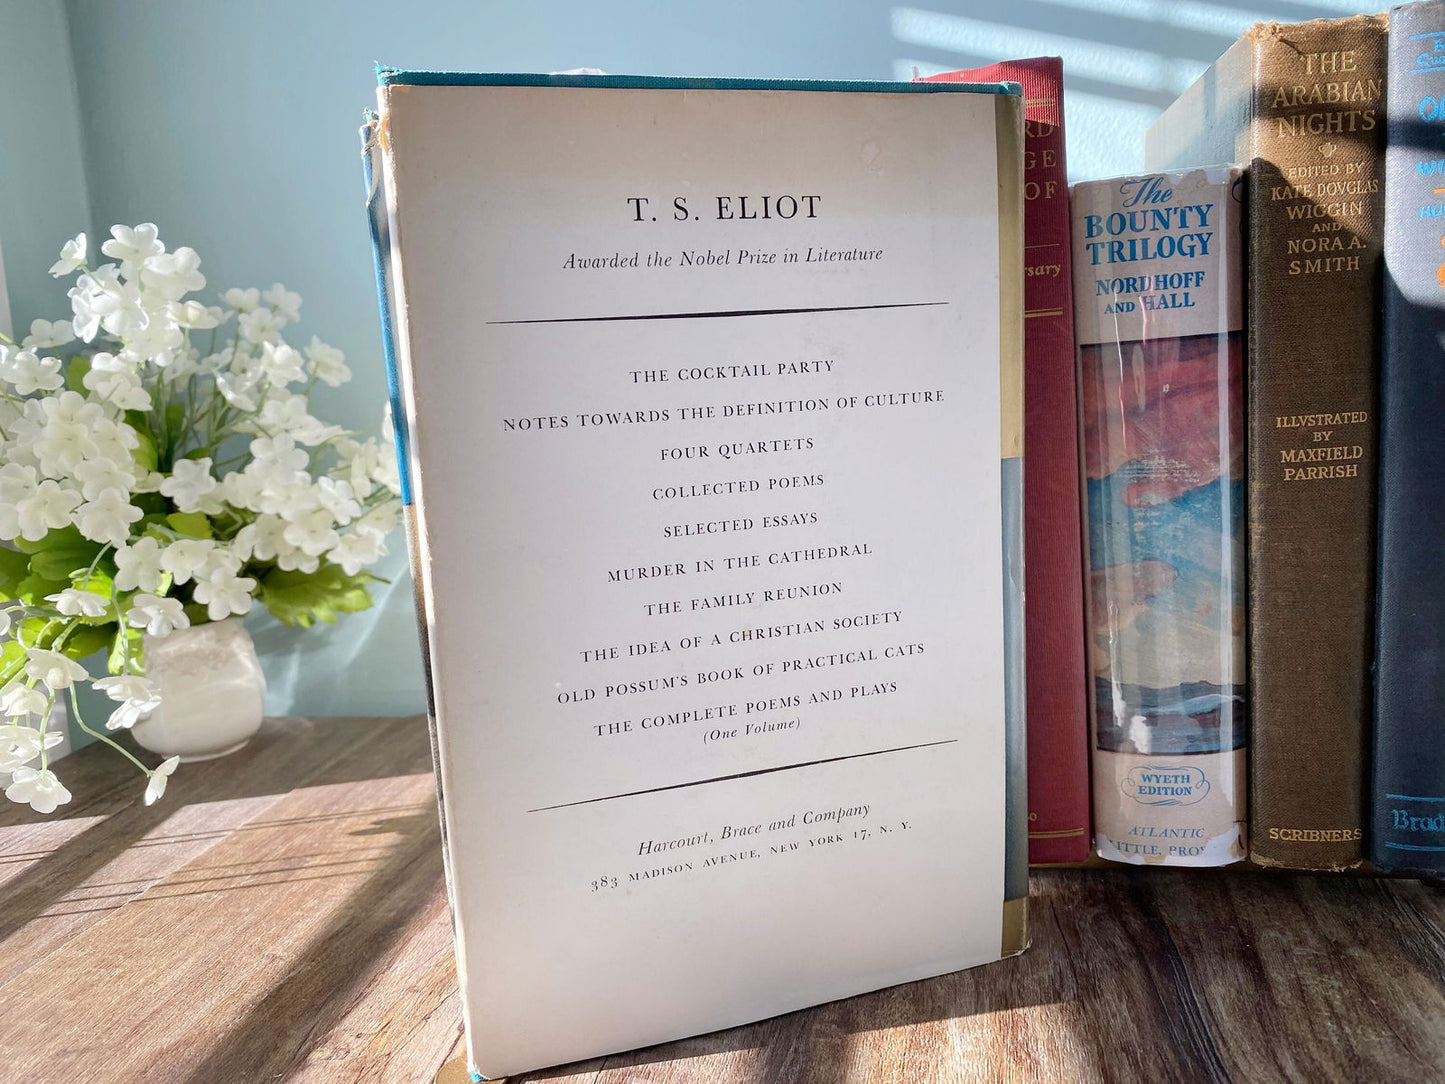 T. S. ELIOT
Awarded the Nobel Prize in Literature
THE COCKTAIL PARTY
NOTES TOWARDS THE DEFINITION OF CULTURE
FOUR QUARTETS
COLLECTED POEMS
SELECTED ESSAYS
MURDER IN THE CATHEDRAL
THE FAMILY REUNION
THE IDEA OF A CHRISTIAN SOCIETY
OLD POSSUM'S BOOK OF PRACTICAL CATS
THE COMPLETE POEMS AND PLAYS
(One Volume)
Harcourt, Brace and Company
383 MADISON AVENUE, NEW YORK 17, N. Y.
The
BOUNTY
TRILOGY
NORDHOFF
AND HALL
WYETH
EDITION
ATLANTIC
THE
ARABIAN
NIGHTS
EDITED BY
KATE DOVGLAS
WIGGIN
AND
NORA A.
SMITH
ILLVSTRATED
BY
MAXFIELD
PARRISH
SCRIBNERS